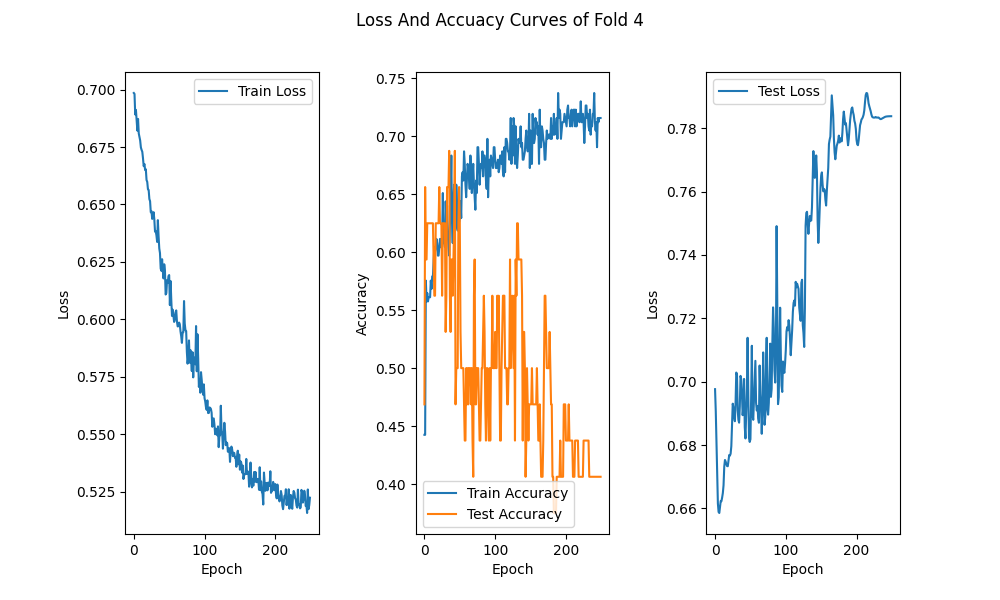 Loss And Accuacy Curves of Fold 4
0.700
0.675
0.650
0.625
0.600
0.575
0.550
0.525
Loss
Train Loss
0
100
200
Epoch
0.75
0.70
0.65
0.60
0.55
0.50
0.45
0.40
Accuracy
Train Accuracy
Test Accuracy
0
100
200
Epoch
0.78
0.76
0.74
0.72
0.70
0.68
0.66
Loss
Test Loss
0
100
200
Epoch